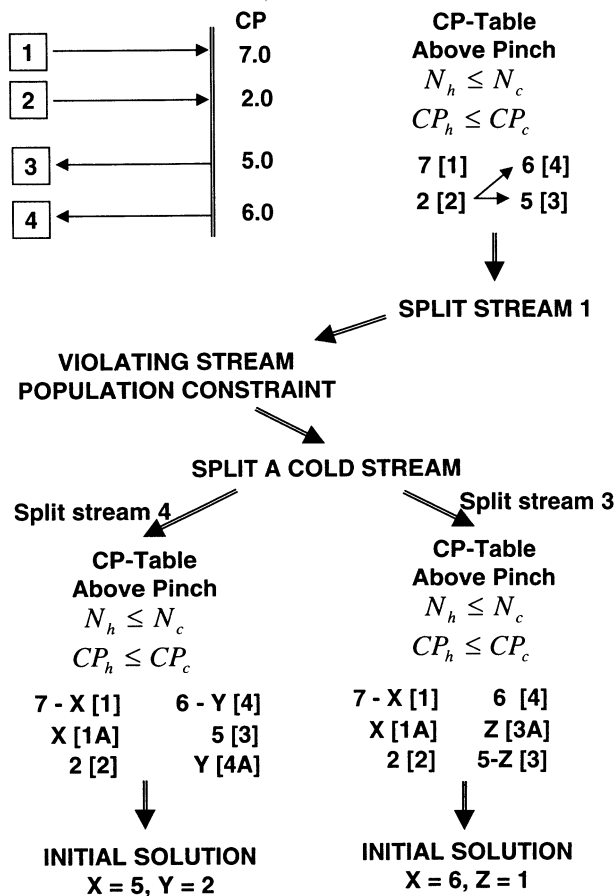 CP
1
7.0
2
2.0
3
5.0
4
6.0
CP-Table
Above Pinch
N_h ≤ N_c
CP_h ≤ CP_c
7 [1] 6 [4]
2 [2] 5 [3]
SPLIT STREAM 1
VIOLATING STREAM
POPULATION CONSTRAINT
SPLIT A COLD STREAM
Split stream 4
CP-Table
Above Pinch
N_h ≤ N_c
CP_h ≤ CP_c
7 - X [1] 6 - Y [4]
X [1A] 5 [3]
2 [2] Y [4A]
INITIAL SOLUTION
X = 5, Y = 2
Split stream 3
CP-Table
Above Pinch
N_h ≤ N_c
CP_h ≤ CP_c
7 - X [1] 6 [4]
X [1A] Z [3A]
2 [2] 5-Z [3]
INITIAL SOLUTION
X = 6, Z = 1